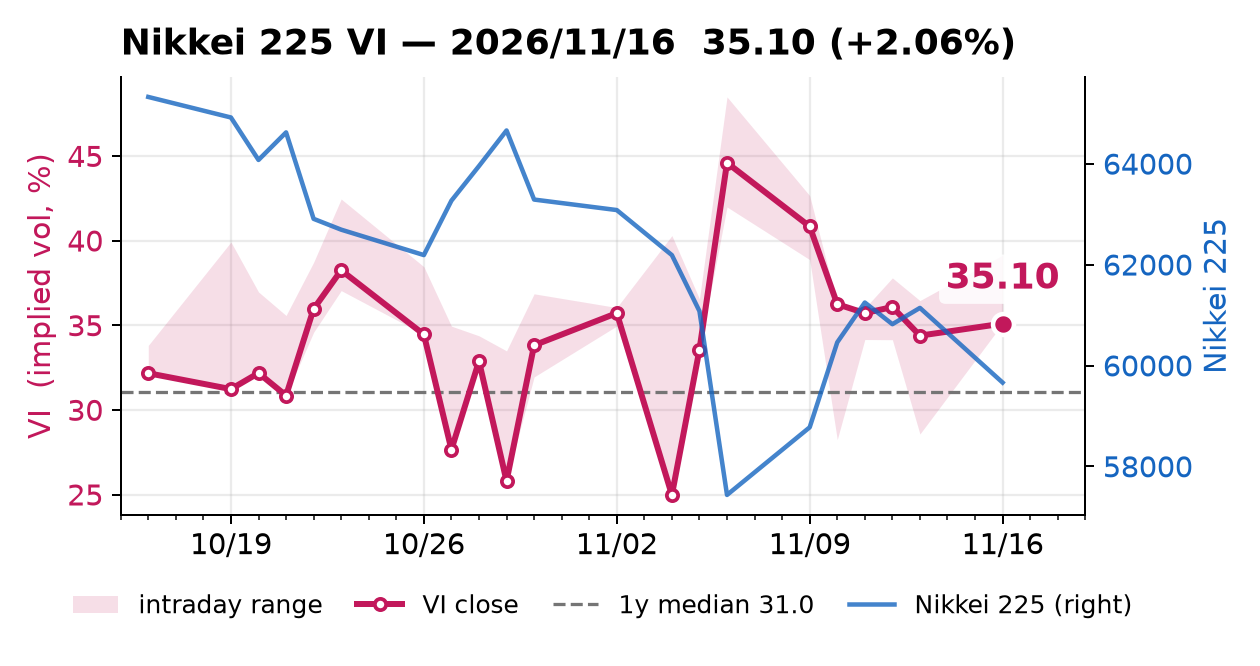 Nikkei 225 VI — 2026/11/16  35.10 (+2.06%)
VI  (implied vol, %)
45
40
35
30
25
64000
62000
60000
58000
Nikkei 225
35.10
10/19
10/26
11/02
11/09
11/16
intraday range
VI close
1y median 31.0
Nikkei 225 (right)